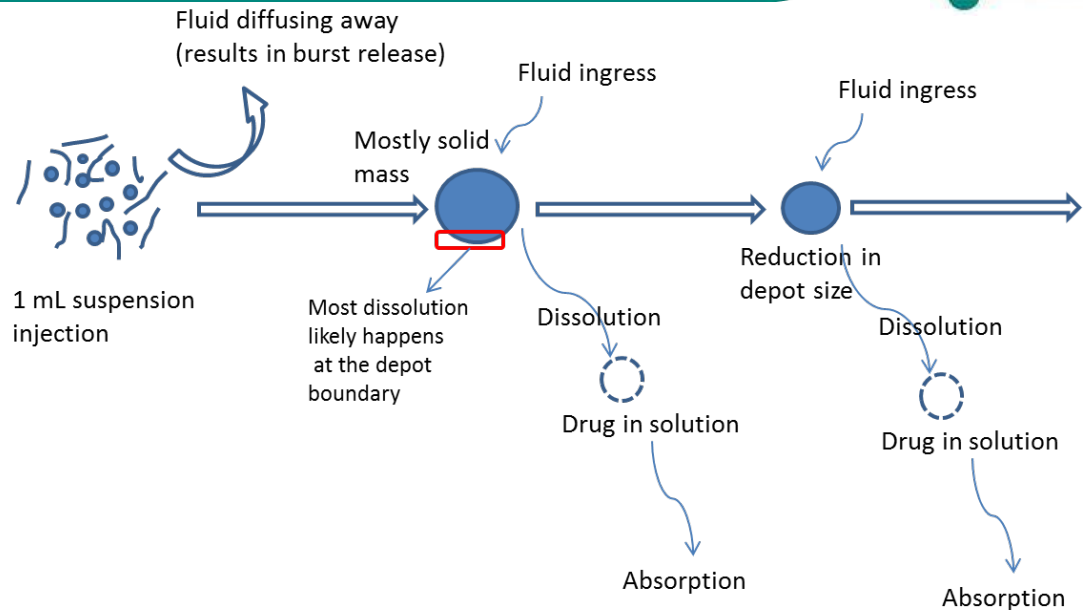 Fluid diffusing away
(results in burst release)
Fluid ingress
Fluid ingress
Mostly solid
mass
1 mL suspension
injection
Most dissolution
likely happens
at the depot
boundary
Dissolution
Drug in solution
Absorption
Reduction in
depot size
Dissolution
Drug in solution
Absorption